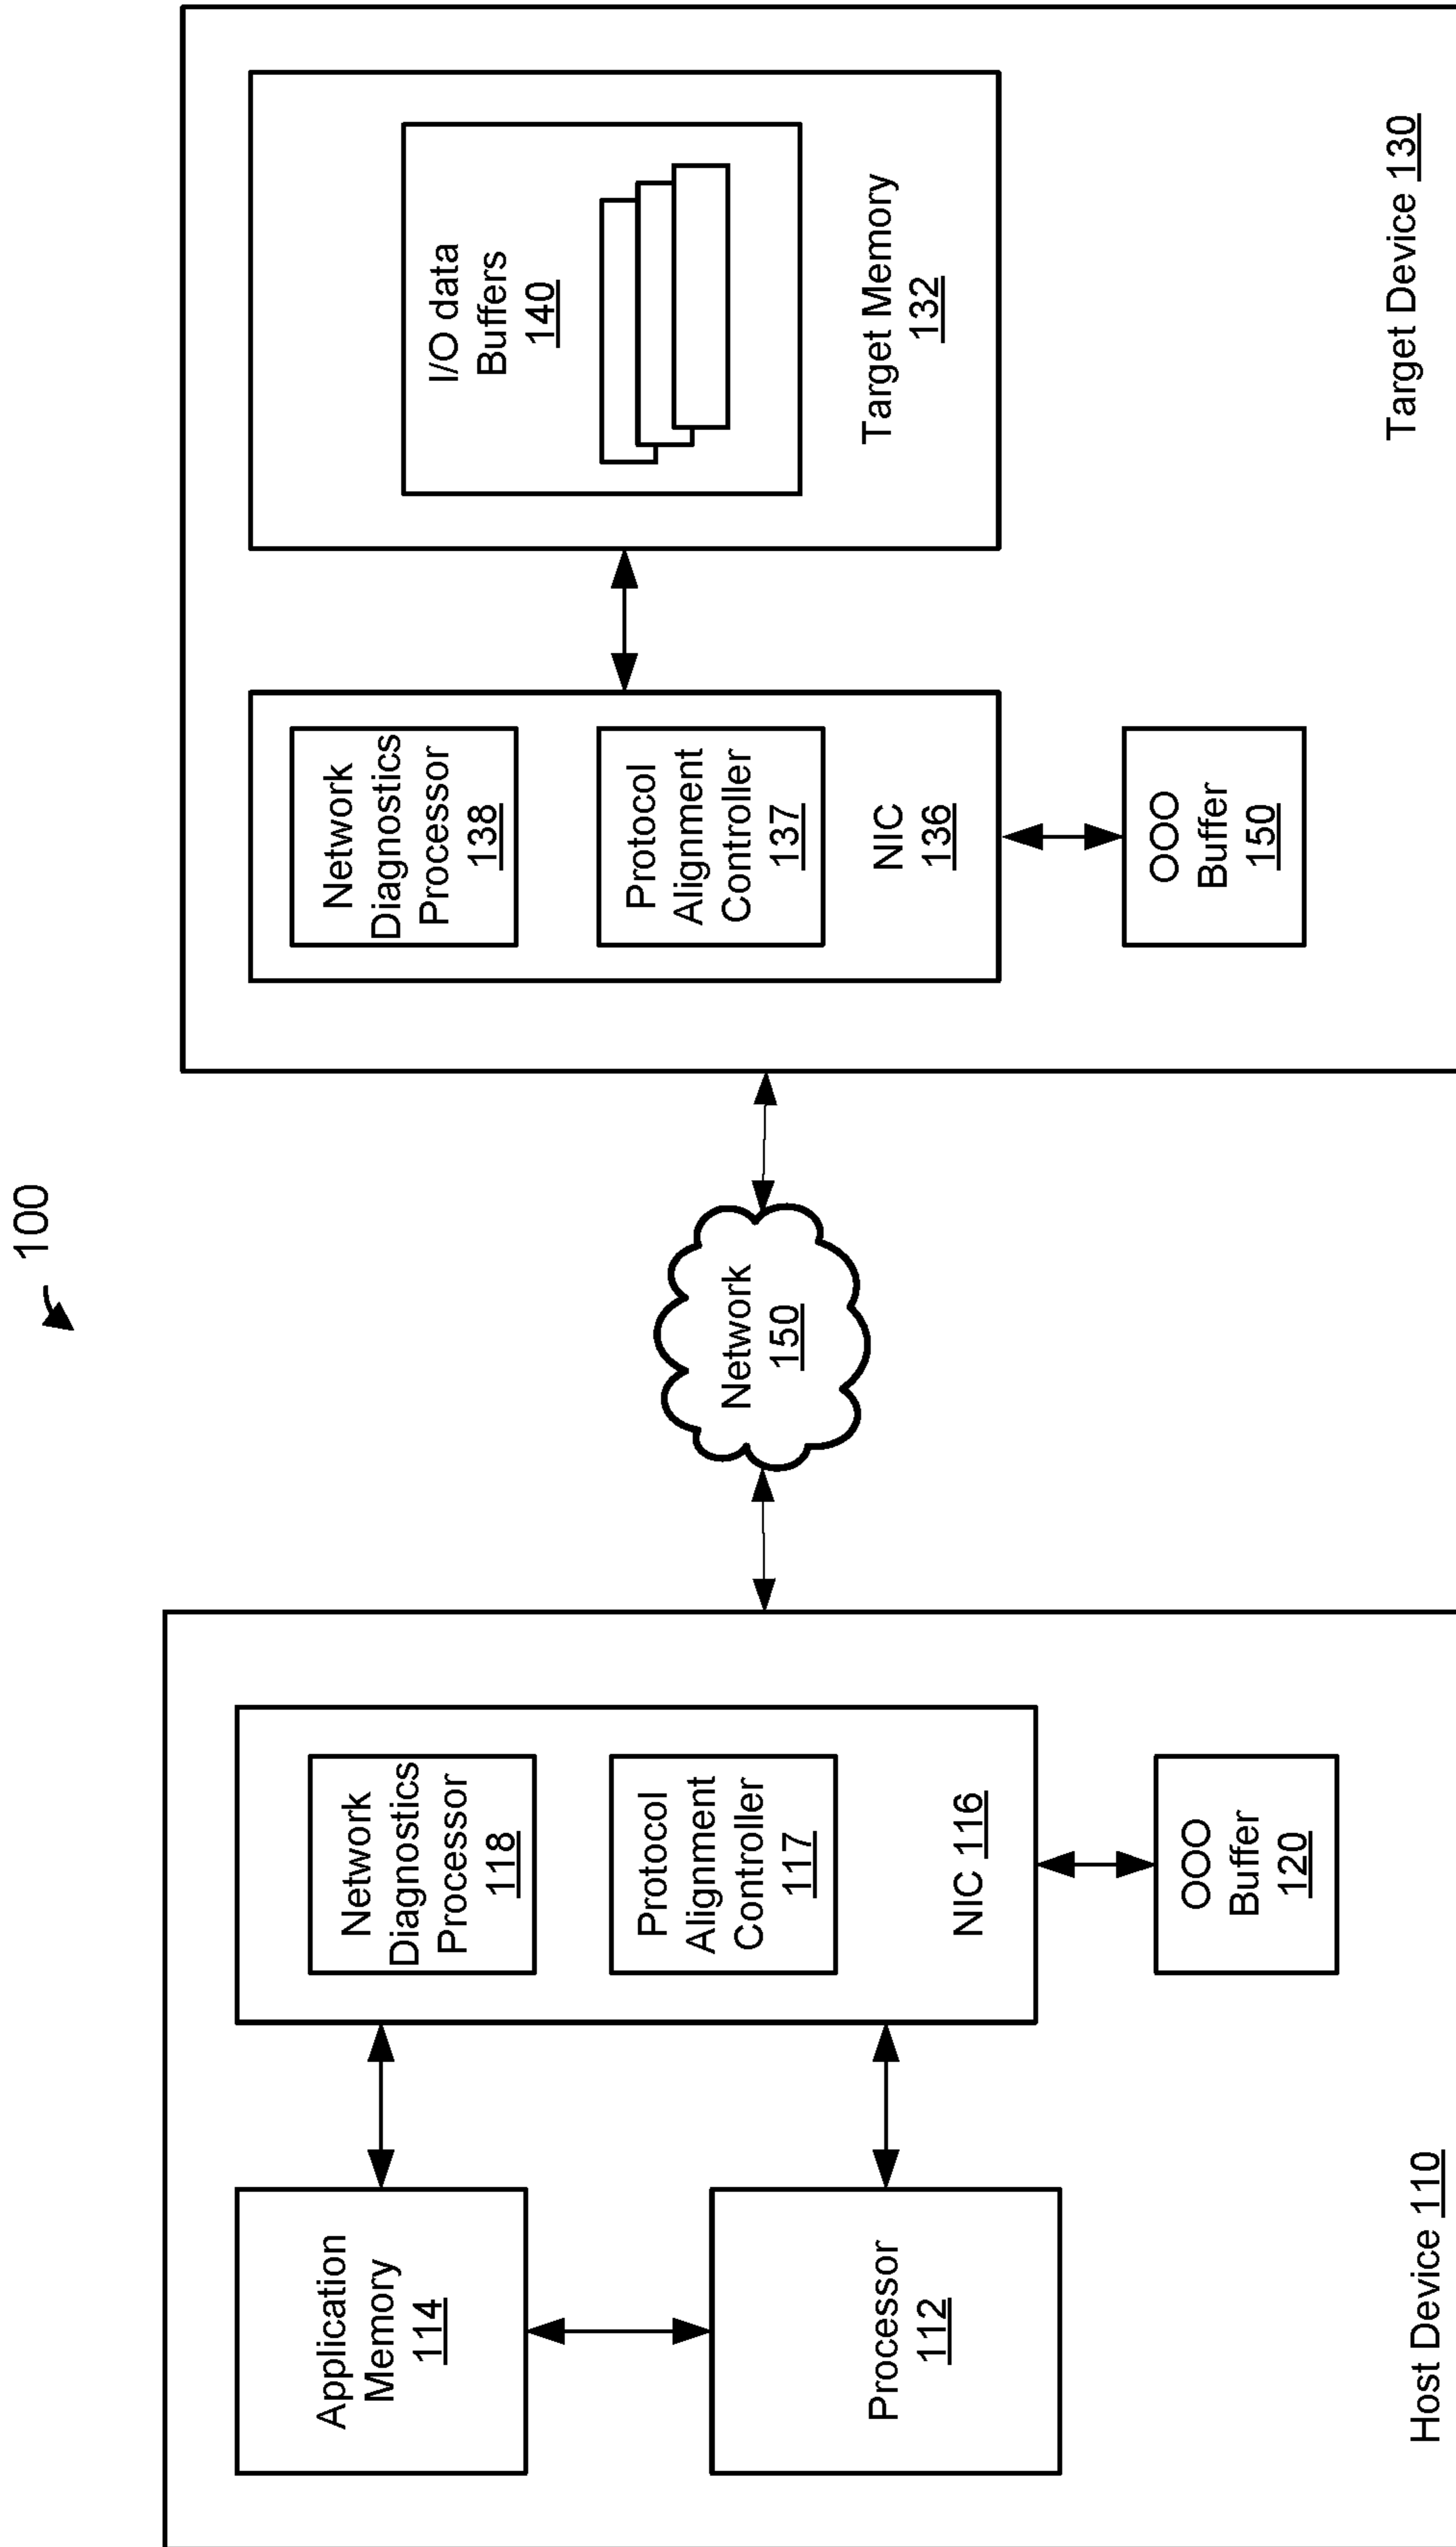 100
Application
Memory
114
Processor
112
Network
Diagnostics
Processor
118
Protocol
Alignment
Controller
117
NIC 116
OOO
Buffer
120
Host Device 110
Network
150
Network
Diagnostics
Processor
138
Protocol
Alignment
Controller
137
NIC
136
OOO
Buffer
150
I/O data
Buffers
140
Target Memory
132
Target Device 130